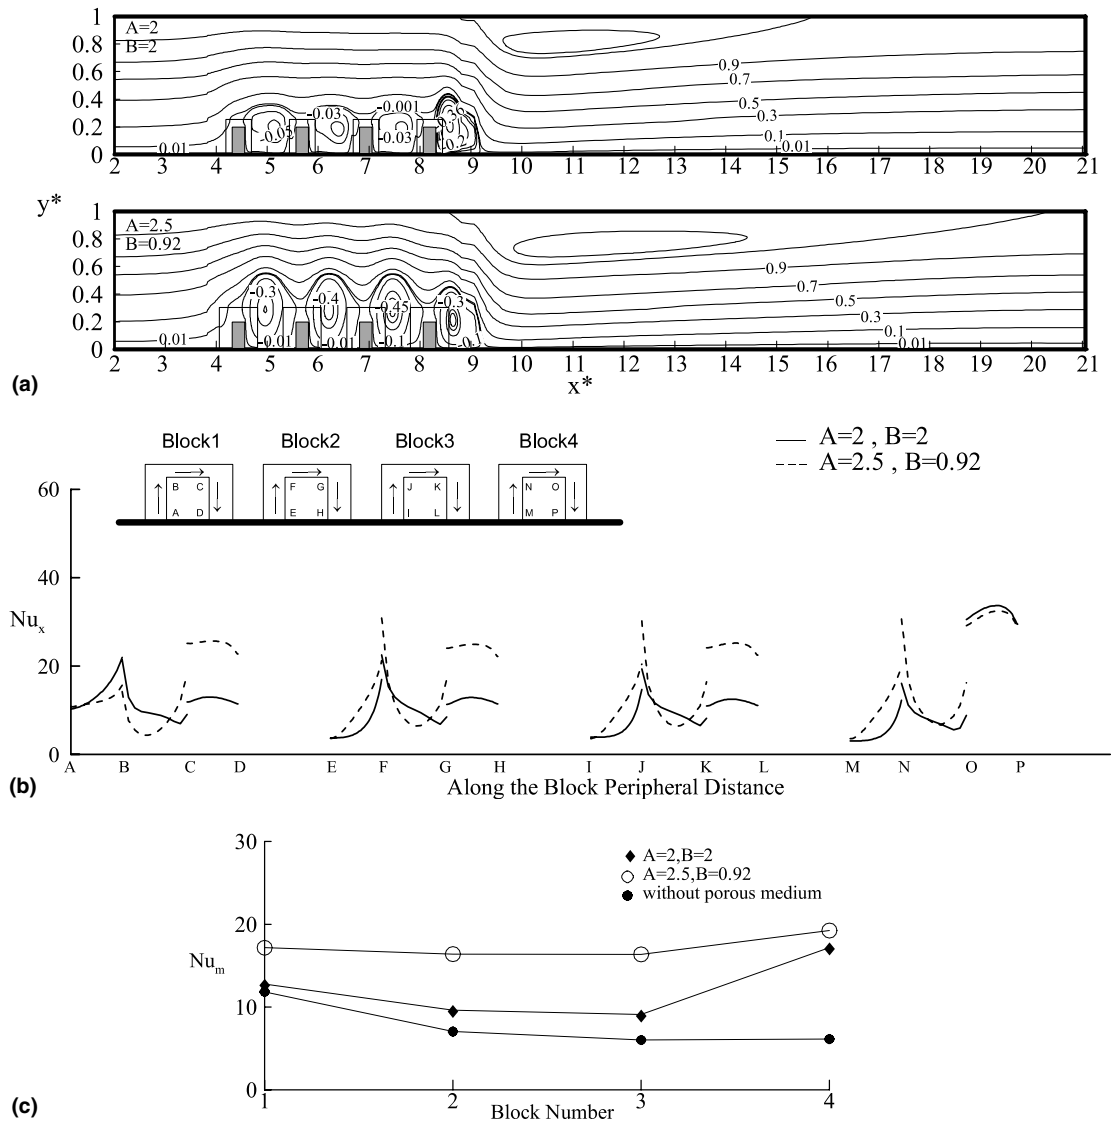 1
0.8
0.6
0.4
0.2
0
A=2
B=2
0.01
-0.05
-0.03
-0.001
-0.03
-0.2
0.9
0.7
0.5
0.3
0.1
0.01
2 3 4 5 6 7 8 9 10 11 12 13 14 15 16 17 18 19 20 21
y*
1
0.8
0.6
0.4
0.2
0
A=2.5
B=0.92
0.01
-0.3
-0.4
0.45
-0.3
-0.01
-0.01
-0.1
0.9
0.7
0.5
0.3
0.1
0.01
2 3 4 5 6 7 8 9 10 11 12 13 14 15 16 17 18 19 20 21
(a)
x*
Block1 Block2 Block3 Block4
B C F G J K N O
A D E H I L M P
A=2 , B=2
A=2.5 , B=0.92
60
40
20
0
Nux
A B C D E F G H I J K L M N O P
(b)
Along the Block Peripheral Distance
30
20
10
0
Num
A=2,B=2
A=2.5,B=0.92
without porous medium
1 2 3 4
(c)
Block Number